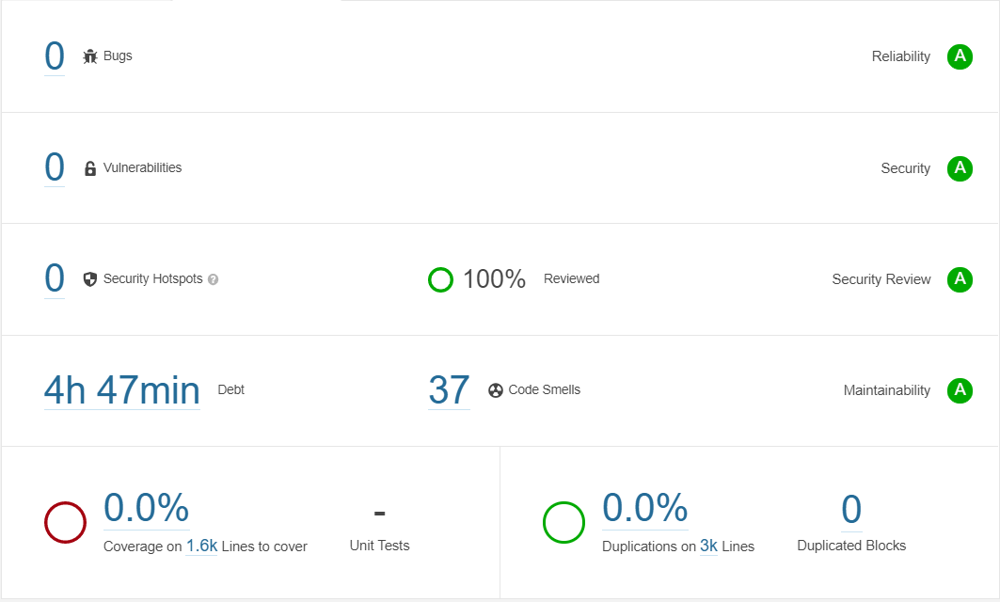 0 Bugs Reliability A
0 Vulnerabilities Security A
0 Security Hotspots ? 100% Reviewed Security Review A
4h 47min Debt 37 Code Smells Maintainability A
0.0%
Coverage on 1.6k Lines to cover
-
Unit Tests
0.0%
Duplications on 3k Lines
0
Duplicated Blocks